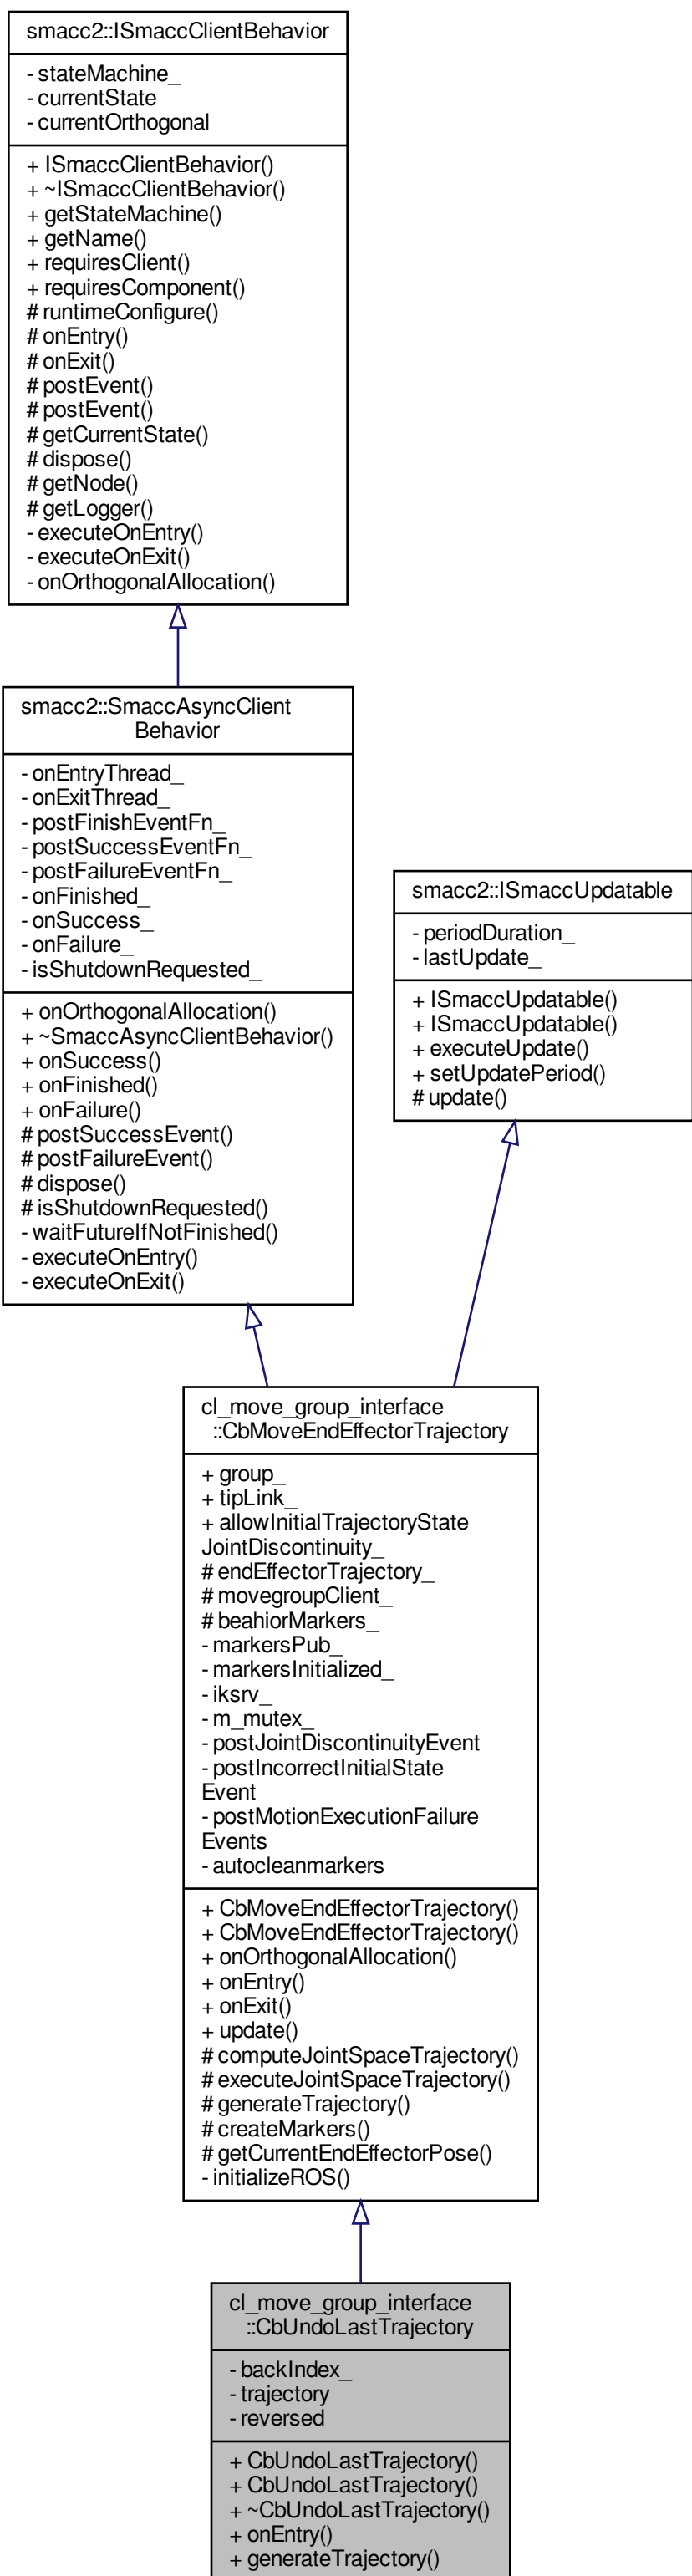 smacc2::ISmaccClientBehavior
- stateMachine_
- currentState
- currentOrthogonal
+ ISmaccClientBehavior()
+ ~ISmaccClientBehavior()
+ getStateMachine()
+ getName()
+ requiresClient()
+ requiresComponent()
# runtimeConfigure()
# onEntry()
# onExit()
# postEvent()
# postEvent()
# getCurrentState()
# dispose()
# getNode()
# getLogger()
- executeOnEntry()
- executeOnExit()
- onOrthogonalAllocation()
smacc2::SmaccAsyncClient
Behavior
- onEntryThread_
- onExitThread_
- postFinishEventFn_
- postSuccessEventFn_
- postFailureEventFn_
- onFinished_
- onSuccess_
- onFailure_
- isShutdownRequested_
+ onOrthogonalAllocation()
+ ~SmaccAsyncClientBehavior()
+ onSuccess()
+ onFinished()
+ onFailure()
# postSuccessEvent()
# postFailureEvent()
# dispose()
# isShutdownRequested()
- waitFutureIfNotFinished()
- executeOnEntry()
- executeOnExit()
smacc2::ISmaccUpdatable
- periodDuration_
- lastUpdate_
+ ISmaccUpdatable()
+ ISmaccUpdatable()
+ executeUpdate()
+ setUpdatePeriod()
# update()
cl_move_group_interface
::CbMoveEndEffectorTrajectory
+ group_
+ tipLink_
+ allowInitialTrajectoryState
JointDiscontinuity_
# endEffectorTrajectory_
# movegroupClient_
# beahiorMarkers_
- markersPub_
- markersInitialized_
- iksrv_
- m_mutex_
- postJointDiscontinuityEvent
- postIncorrectInitialState
Event
- postMotionExecutionFailure
Events
- autocleanmarkers
+ CbMoveEndEffectorTrajectory()
+ CbMoveEndEffectorTrajectory()
+ onOrthogonalAllocation()
+ onEntry()
+ onExit()
+ update()
# computeJointSpaceTrajectory()
# executeJointSpaceTrajectory()
# generateTrajectory()
# createMarkers()
# getCurrentEndEffectorPose()
- initializeROS()
cl_move_group_interface
::CbUndoLastTrajectory
- backIndex_
- trajectory
- reversed
+ CbUndoLastTrajectory()
+ CbUndoLastTrajectory()
+ ~CbUndoLastTrajectory()
+ onEntry()
+ generateTrajectory()